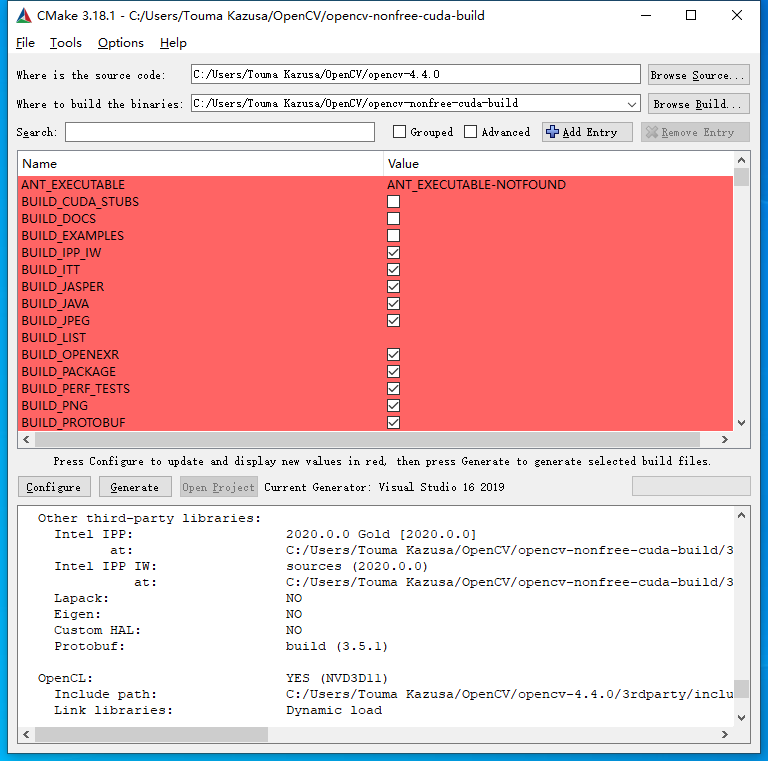 CMake 3.18.1 - C:/Users/Touma Kazusa/OpenCV/opencv-nonfree-cuda-build
File Tools Options Help
Where is the source code: C:/Users/Touma Kazusa/OpenCV/opencv-4.4.0 Browse Source...
Where to build the binaries: C:/Users/Touma Kazusa/OpenCV/opencv-nonfree-cuda-build Browse Build...
Search: Grouped Advanced Add Entry Remove Entry
Name Value
ANT_EXECUTABLE ANT_EXECUTABLE-NOTFOUND
BUILD_CUDA_STUBS
BUILD_DOCS
BUILD_EXAMPLES
BUILD_IPP_IW
BUILD_ITT
BUILD_JASPER
BUILD_JAVA
BUILD_JPEG
BUILD_LIST
BUILD_OPENEXR
BUILD_PACKAGE
BUILD_PERF_TESTS
BUILD_PNG
BUILD_PROTOBUF
Press Configure to update and display new values in red, then press Generate to generate selected build files.
Configure Generate Open Project Current Generator: Visual Studio 16 2019
Other third-party libraries:
Intel IPP: 2020.0.0 Gold [2020.0.0]
at: C:/Users/Touma Kazusa/OpenCV/opencv-nonfree-cuda-build/3
Intel IPP IW: sources (2020.0.0)
at: C:/Users/Touma Kazusa/OpenCV/opencv-nonfree-cuda-build/3
Lapack: NO
Eigen: NO
Custom HAL: NO
Protobuf: build (3.5.1)
OpenCL: YES (NVD3D11)
Include path: C:/Users/Touma Kazusa/OpenCV/opencv-4.4.0/3rdparty/inclu
Link libraries: Dynamic load